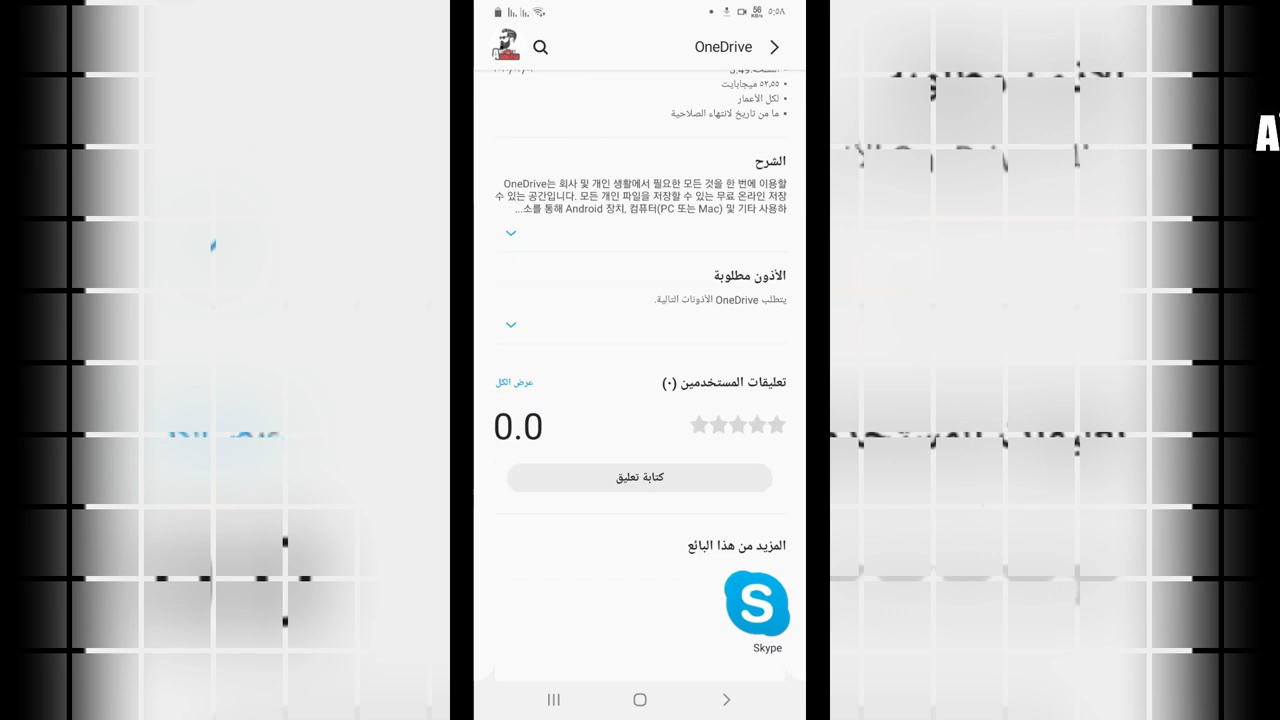 ٥:٥٨
56
KB/s
OneDrive
٥٢,٥٥ ميجابايت
لكل الأعمار
ما من تاريخ لانتهاء الصلاحية
الشرح
OneDrive는 회사 및 개인 생활에서 필요한 모든 것을 한 번에 이용할
수 있는 공간입니다. 모든 개인 파일을 저장할 수 있는 무료 온라인 저장
소를 통해 Android 장치, 컴퓨터(PC 또는 Mac) 및 기타 사용하...
الأذون مطلوبة
يتطلب OneDrive الأذونات التالية.
تعليقات المستخدمين (٠)
عرض الكل
0.0
كتابة تعليق
المزيد من هذا البائع
S
Skype